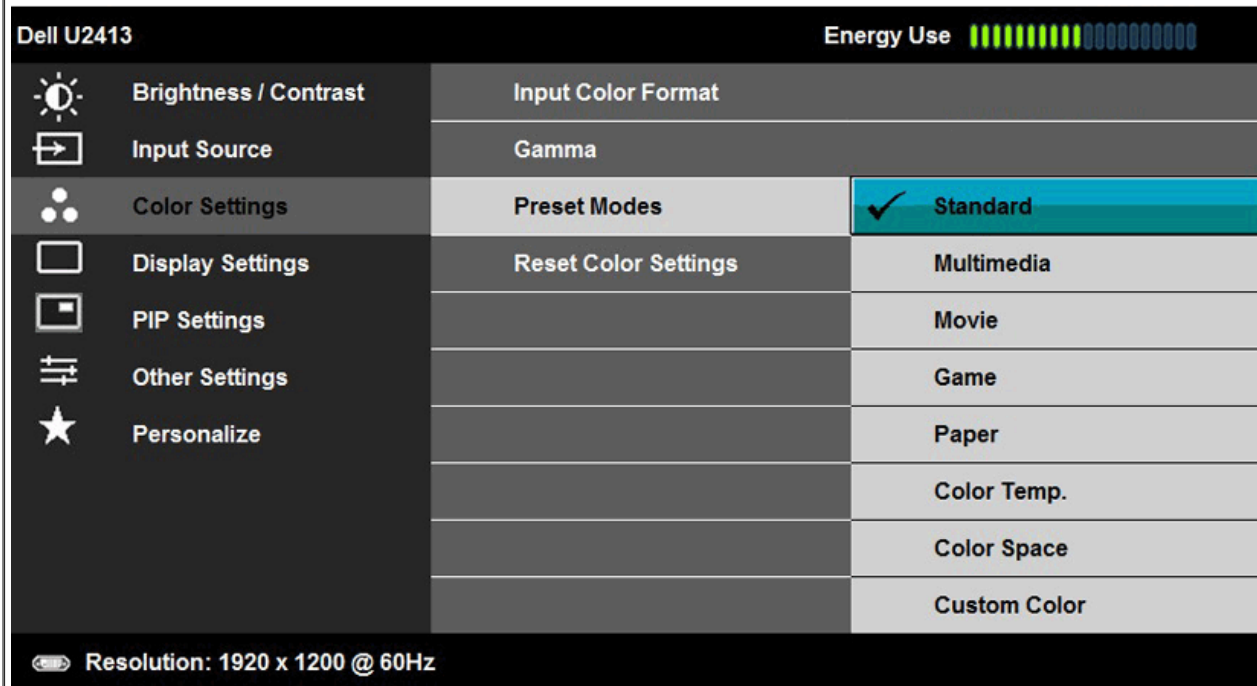 Dell U2413 Energy Use
Brightness / Contrast Input Color Format
Input Source Gamma
Color Settings Preset Modes Standard
Display Settings Reset Color Settings Multimedia
PIP Settings Movie
Other Settings Game
Personalize Paper
Color Temp.
Color Space
Custom Color
Resolution: 1920 x 1200 @ 60Hz